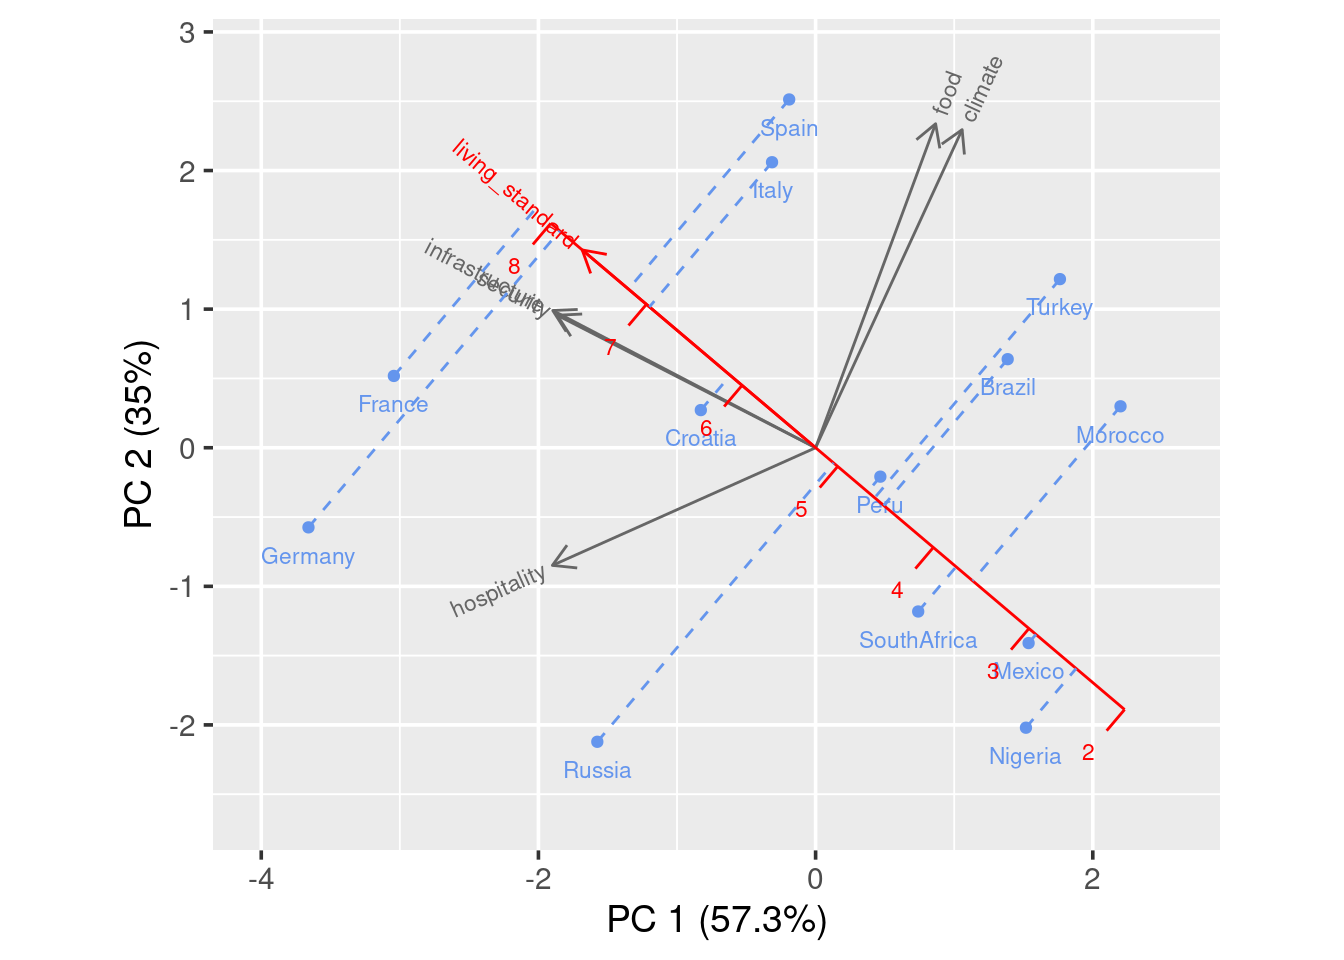 3
2
1
0
-1
-2
PC 2 (35%)
food
climate
Spain
living_standard
Italy
infrastructure
security
8
Turkey
7
Brazil
France
6
Croatia
Morocco
5
Peru
Germany
4
hospitality
SouthAfrica
3
Mexico
2
Nigeria
Russia
-4
-2
0
2
PC 1 (57.3%)